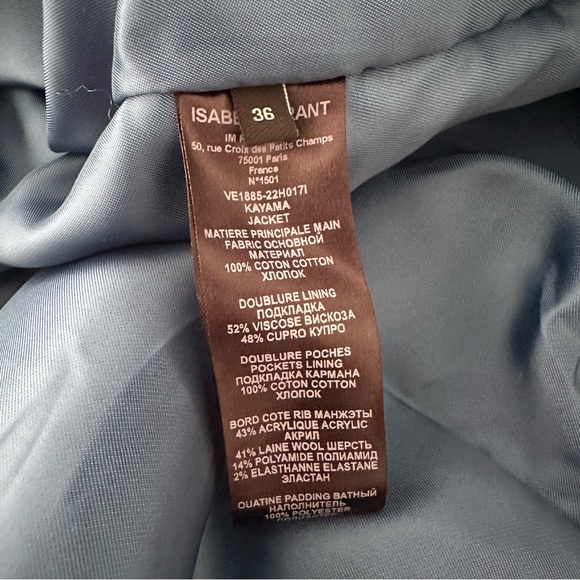 ISABE RANT
36
IM
50, rue Croix des Petits Champs
75001 Paris
France
N°1501
VE1885-22H017I
KAYAMA
JACKET
MATIERE PRINCIPALE MAIN
FABRIC ОСНОВНОЙ
МАТЕРИАЛ
100% COTON COTTON
ХЛОПОК
DOUBLURE LINING
ПОДКЛАДКА
52% VISCOSE ВИСКОЗА
48% CUPRO КУПРО
DOUBLURE POCHES
POCKETS LINING
ПОДКЛАДКА КАРМАНА
100% COTON COTTON
ХЛОПОК
BORD COTE RIB МАНЖЭТЫ
43% ACRYLIQUE ACRYLIC
АКРИЛ
41% LAINE WOOL ШЕРСТЬ
14% POLYAMIDE ПОЛИАМИД
2% ELASTHANNE ELASTANE
ЭЛАСТАН
OUATINE PADDING ВАТНЫЙ
НАПОЛНИТЕЛЬ
100% POLYESTER